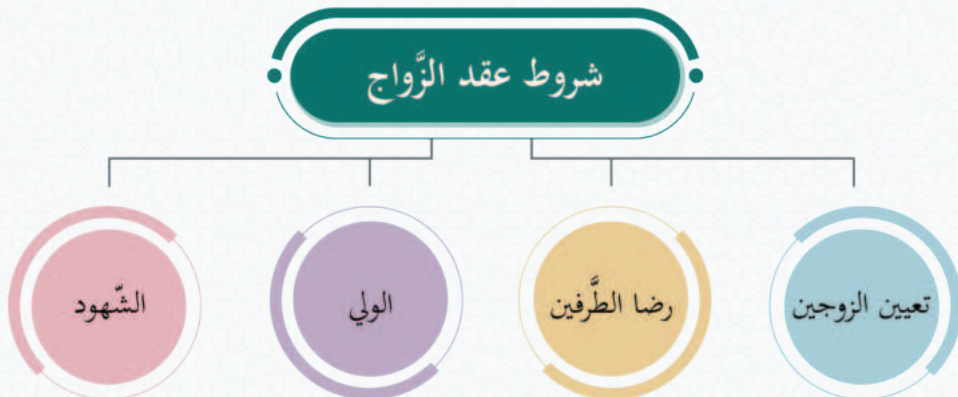 شروط عقد الزَّواج
تعيين الزوجين
رضا الطَّرفين
الولي
الشّهود